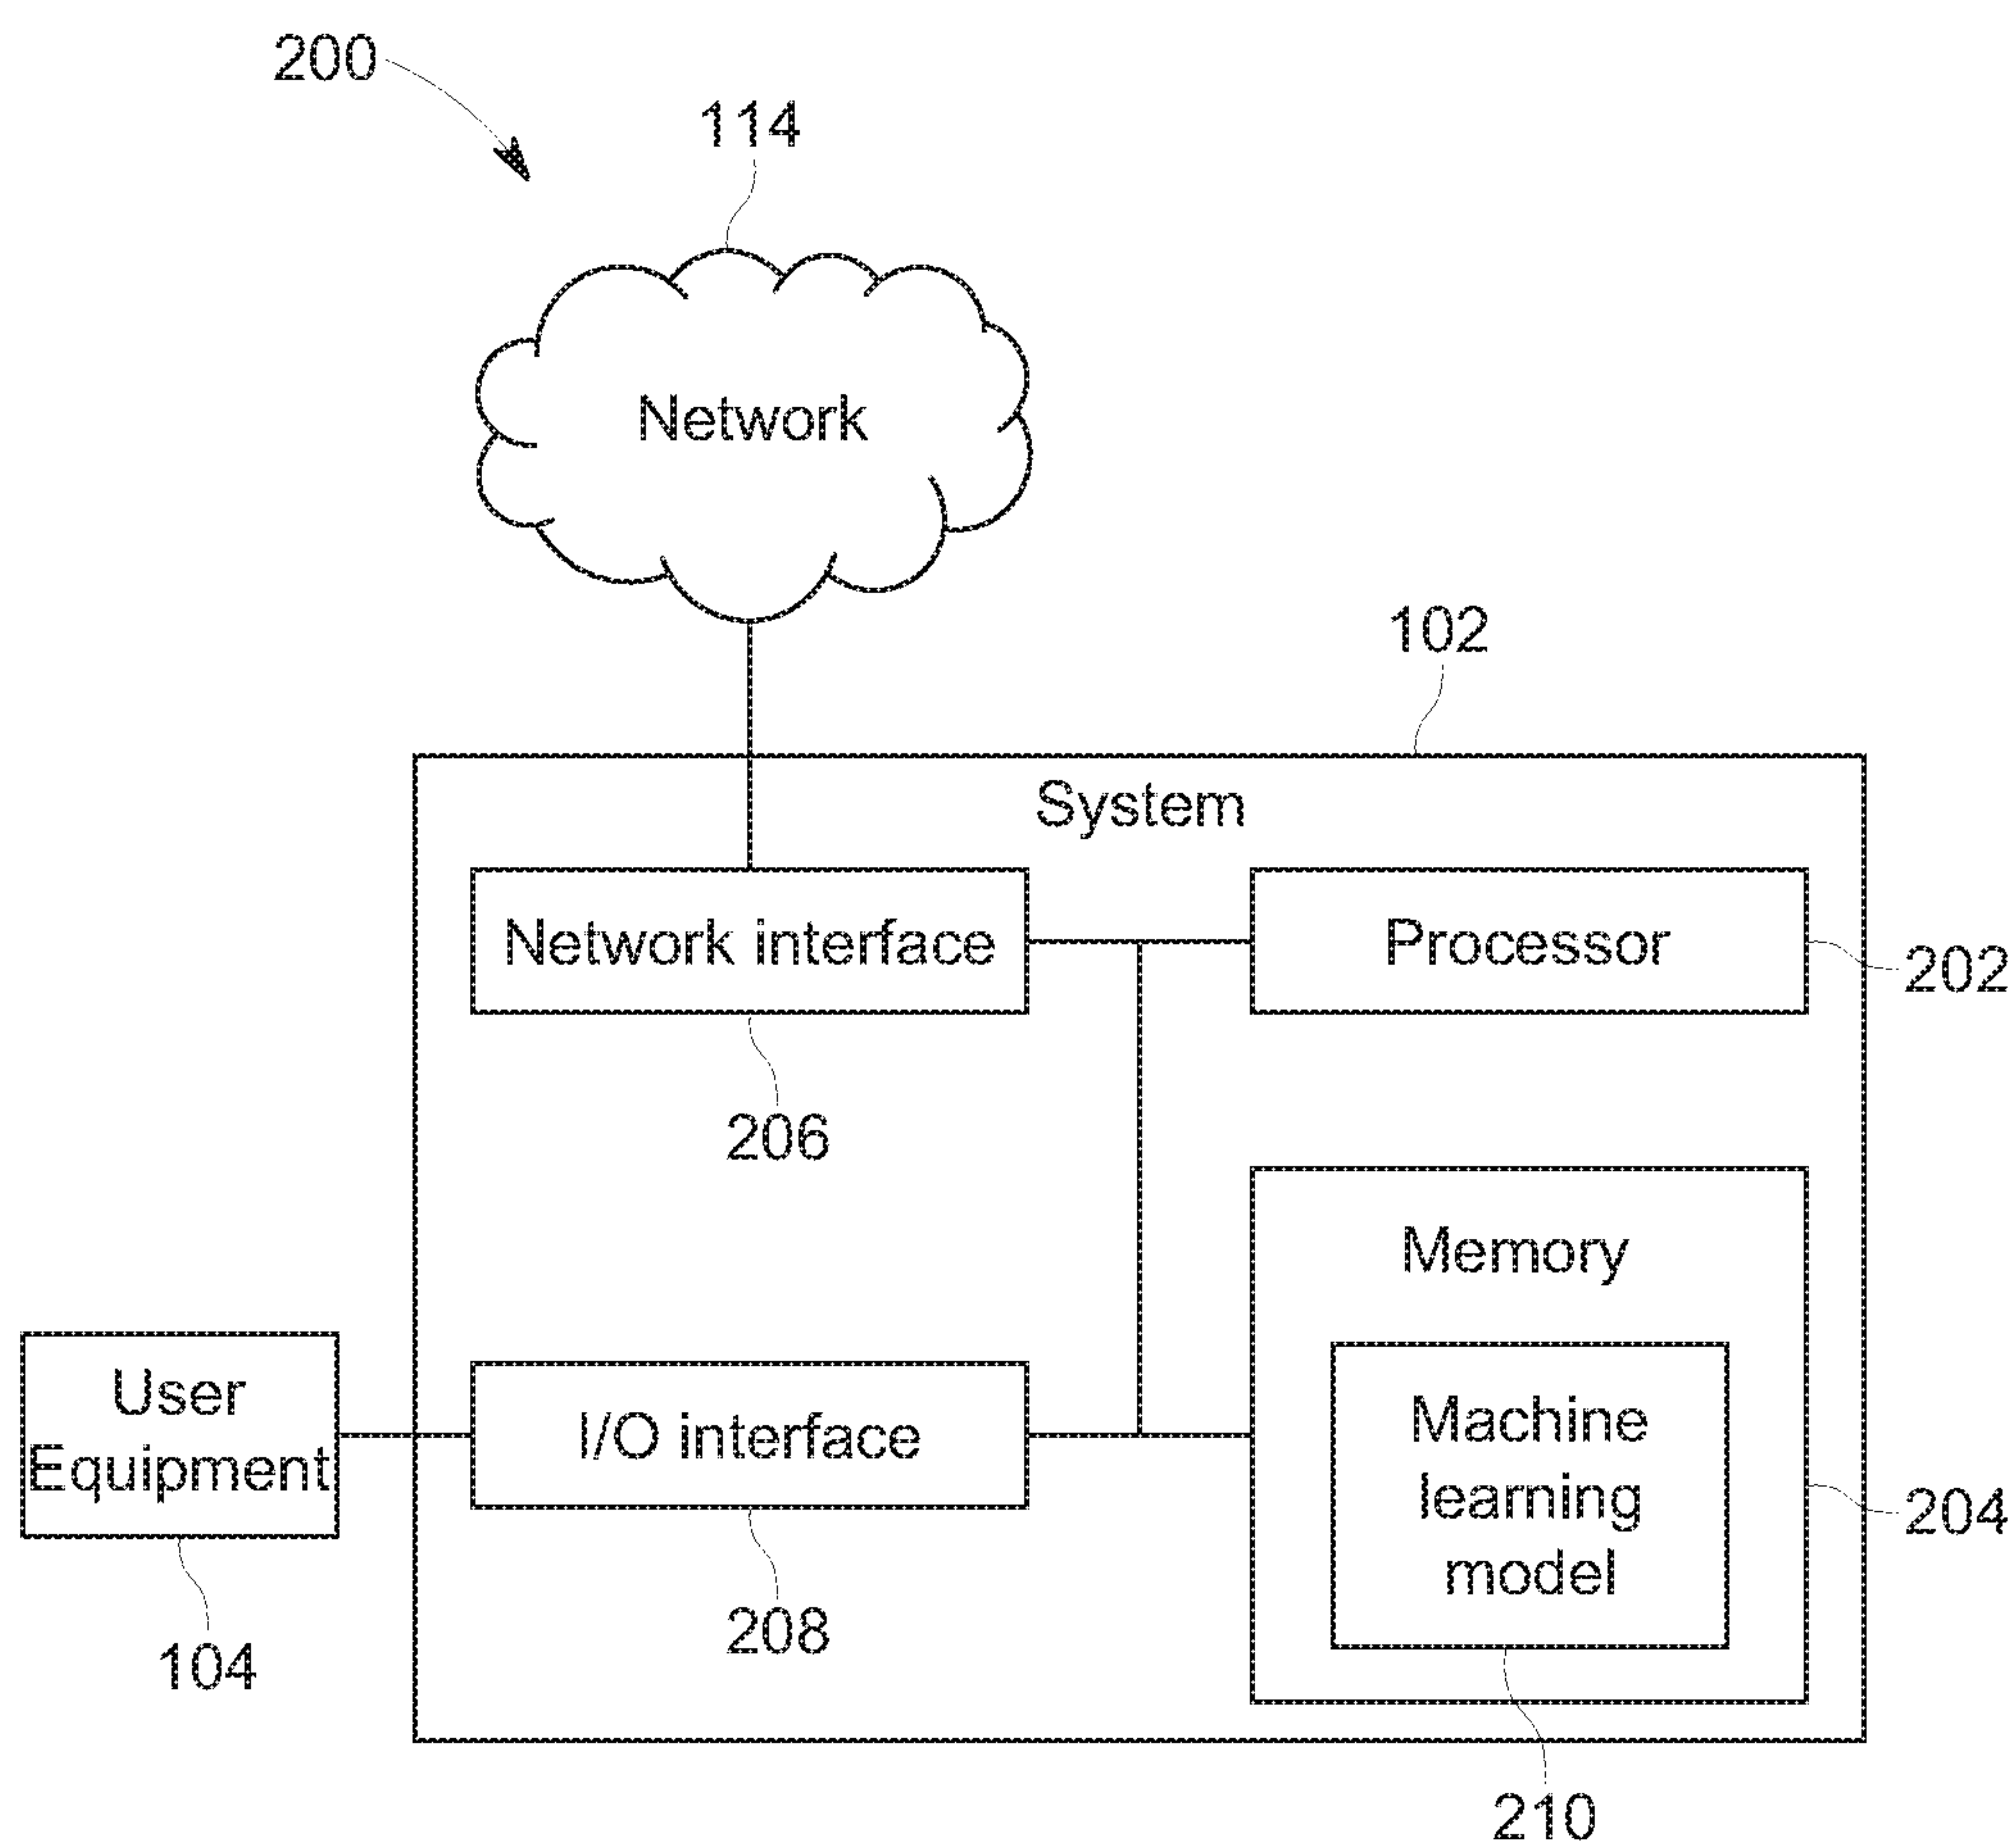 200
114
Network
102
System
Network interface
Processor
202
206
Memory
User
Equipment
I/O interface
Machine
learning
model
204
208
104
210